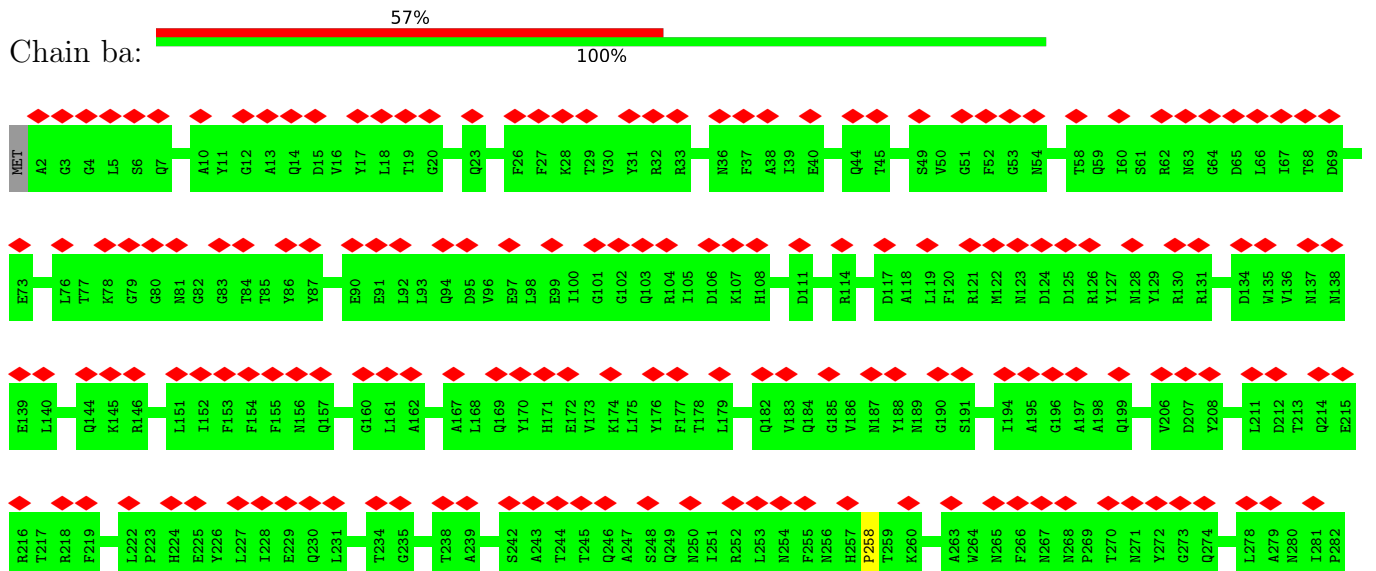 57%
Chain ba:
100%
MET A2 G3 G4 L5 S6 Q7 A10 Y11 G12 A13 Q14 D15 V16 Y17 L18 T19 G20 Q23 F26 F27 K28 T29 V30 Y31 R32 R33 N36 F37 A38 I39 E40 Q44 T45 S49 V50 G51 F52 G53 N54 T58 Q59 I60 S61 R62 N63 G64 D65 L66 I67 T68 D69
E73 L76 T77 K78 G79 G80 N81 G82 G83 T84 T85 Y86 Y87 E90 E91 L92 L93 Q94 D95 V96 E97 L98 E99 I100 G101 G102 Q103 R104 I105 D106 K107 H108 D111 R114 D117 A118 L119 F120 R121 M122 N123 D124 D125 R126 Y127 N128 Y129 R130 R131 D134 W135 V136 N137 N138
E139 L140 Q144 K145 R146 L151 I152 F153 F154 F155 N156 Q157 G160 L161 A162 A167 L168 Q169 Y170 H171 E172 V173 K174 L175 Y176 F177 T178 L179 Q182 V183 Q184 G185 V186 N187 Y188 N189 G190 S191 I194 A195 G196 A197 A198 Q199 V206 D207 Y208 L211 D212 T213 Q214 E215
R216 T217 R218 F219 L222 P223 H224 E225 Y226 L227 I228 E229 Q230 L231 T234 G235 T238 A239 S242 A243 T244 T245 Q246 A247 S248 Q249 N250 I251 R252 L253 N254 F255 N256 H257 P258 T259 K260 A263 W264 N265 F266 N267 N268 P269 T270 N271 Y272 G273 Q274 L278 A279 N280 I281 P282